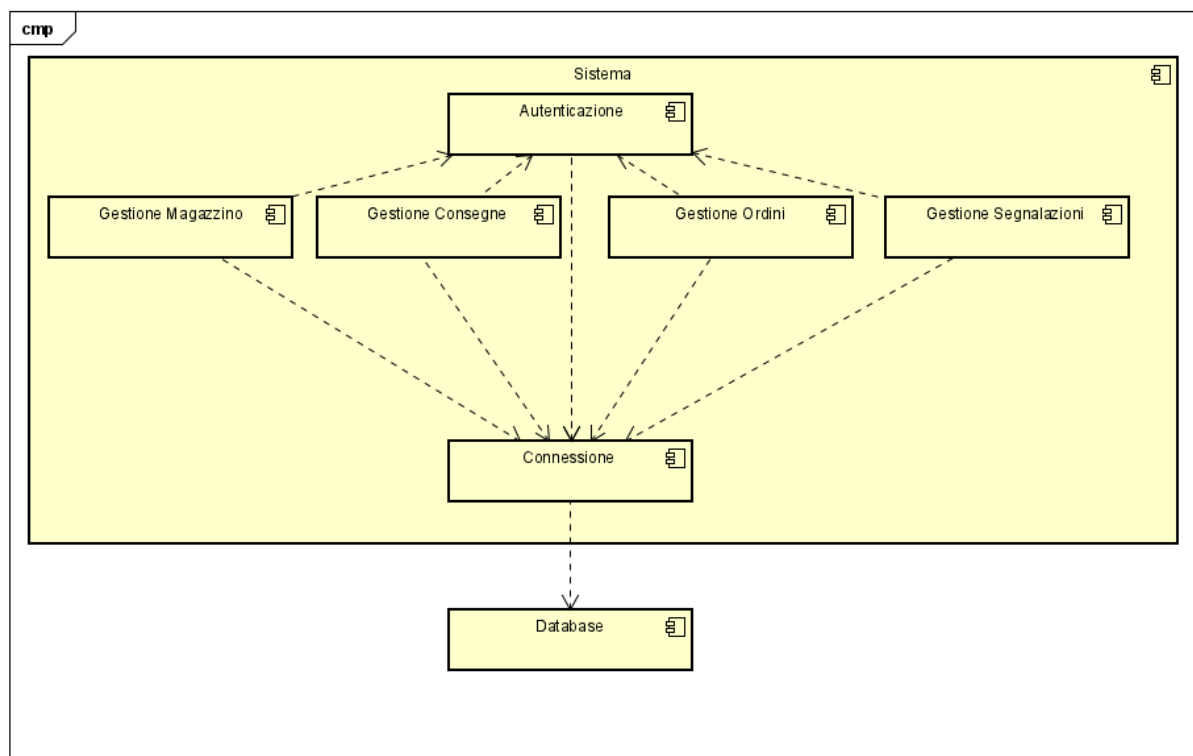 cmp
Sistema
Autenticazione
Gestione Magazzino
Gestione Consegne
Gestione Ordini
Gestione Segnalazioni
Connessione
Database